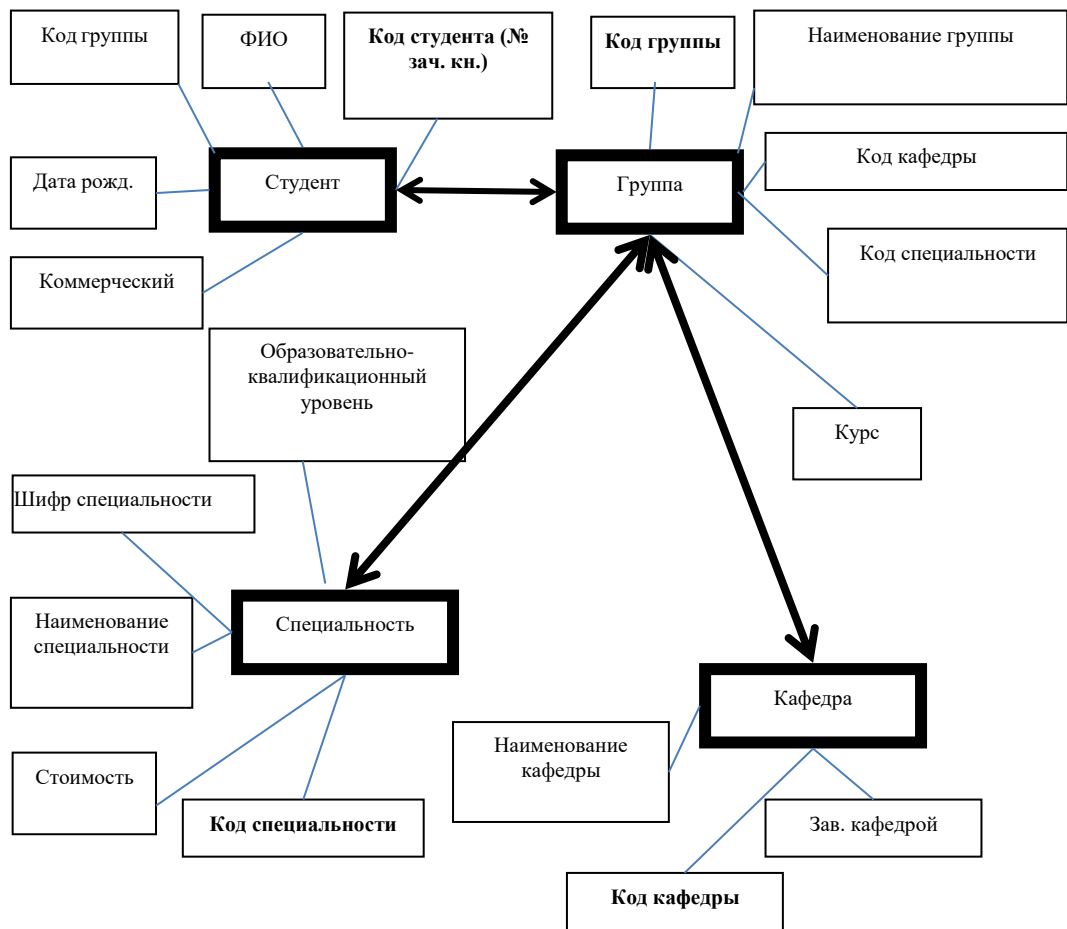 Код группы
ФИО
Код студента (№
зач. кн.)
Код группы
Наименование группы
Дата рожд.
Студент
Группа
Код кафедры
Коммерческий
Код специальности
Образовательно-
квалификационный
уровень
Курс
Шифр специальности
Наименование
специальности
Специальность
Кафедра
Наименование
кафедры
Стоимость
Код специальности
Зав. кафедрой
Код кафедры